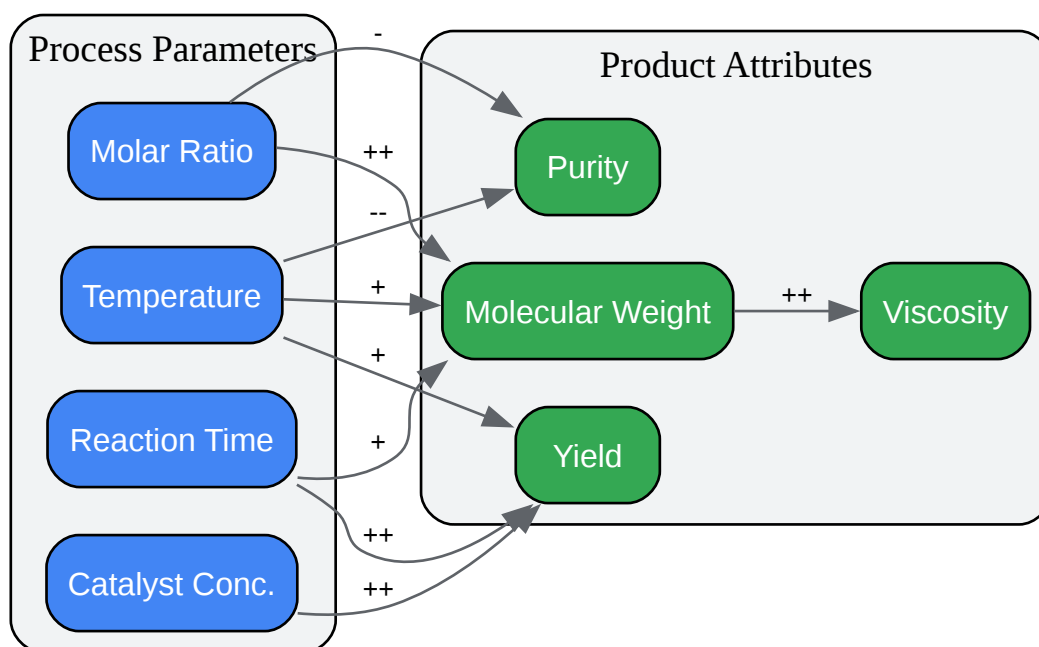 Process Parameters
Product Attributes
-
Molar Ratio
++
Purity
--
Temperature
+
Molecular Weight
++
Viscosity
+
Reaction Time
+
Yield
++
Catalyst Conc.
++